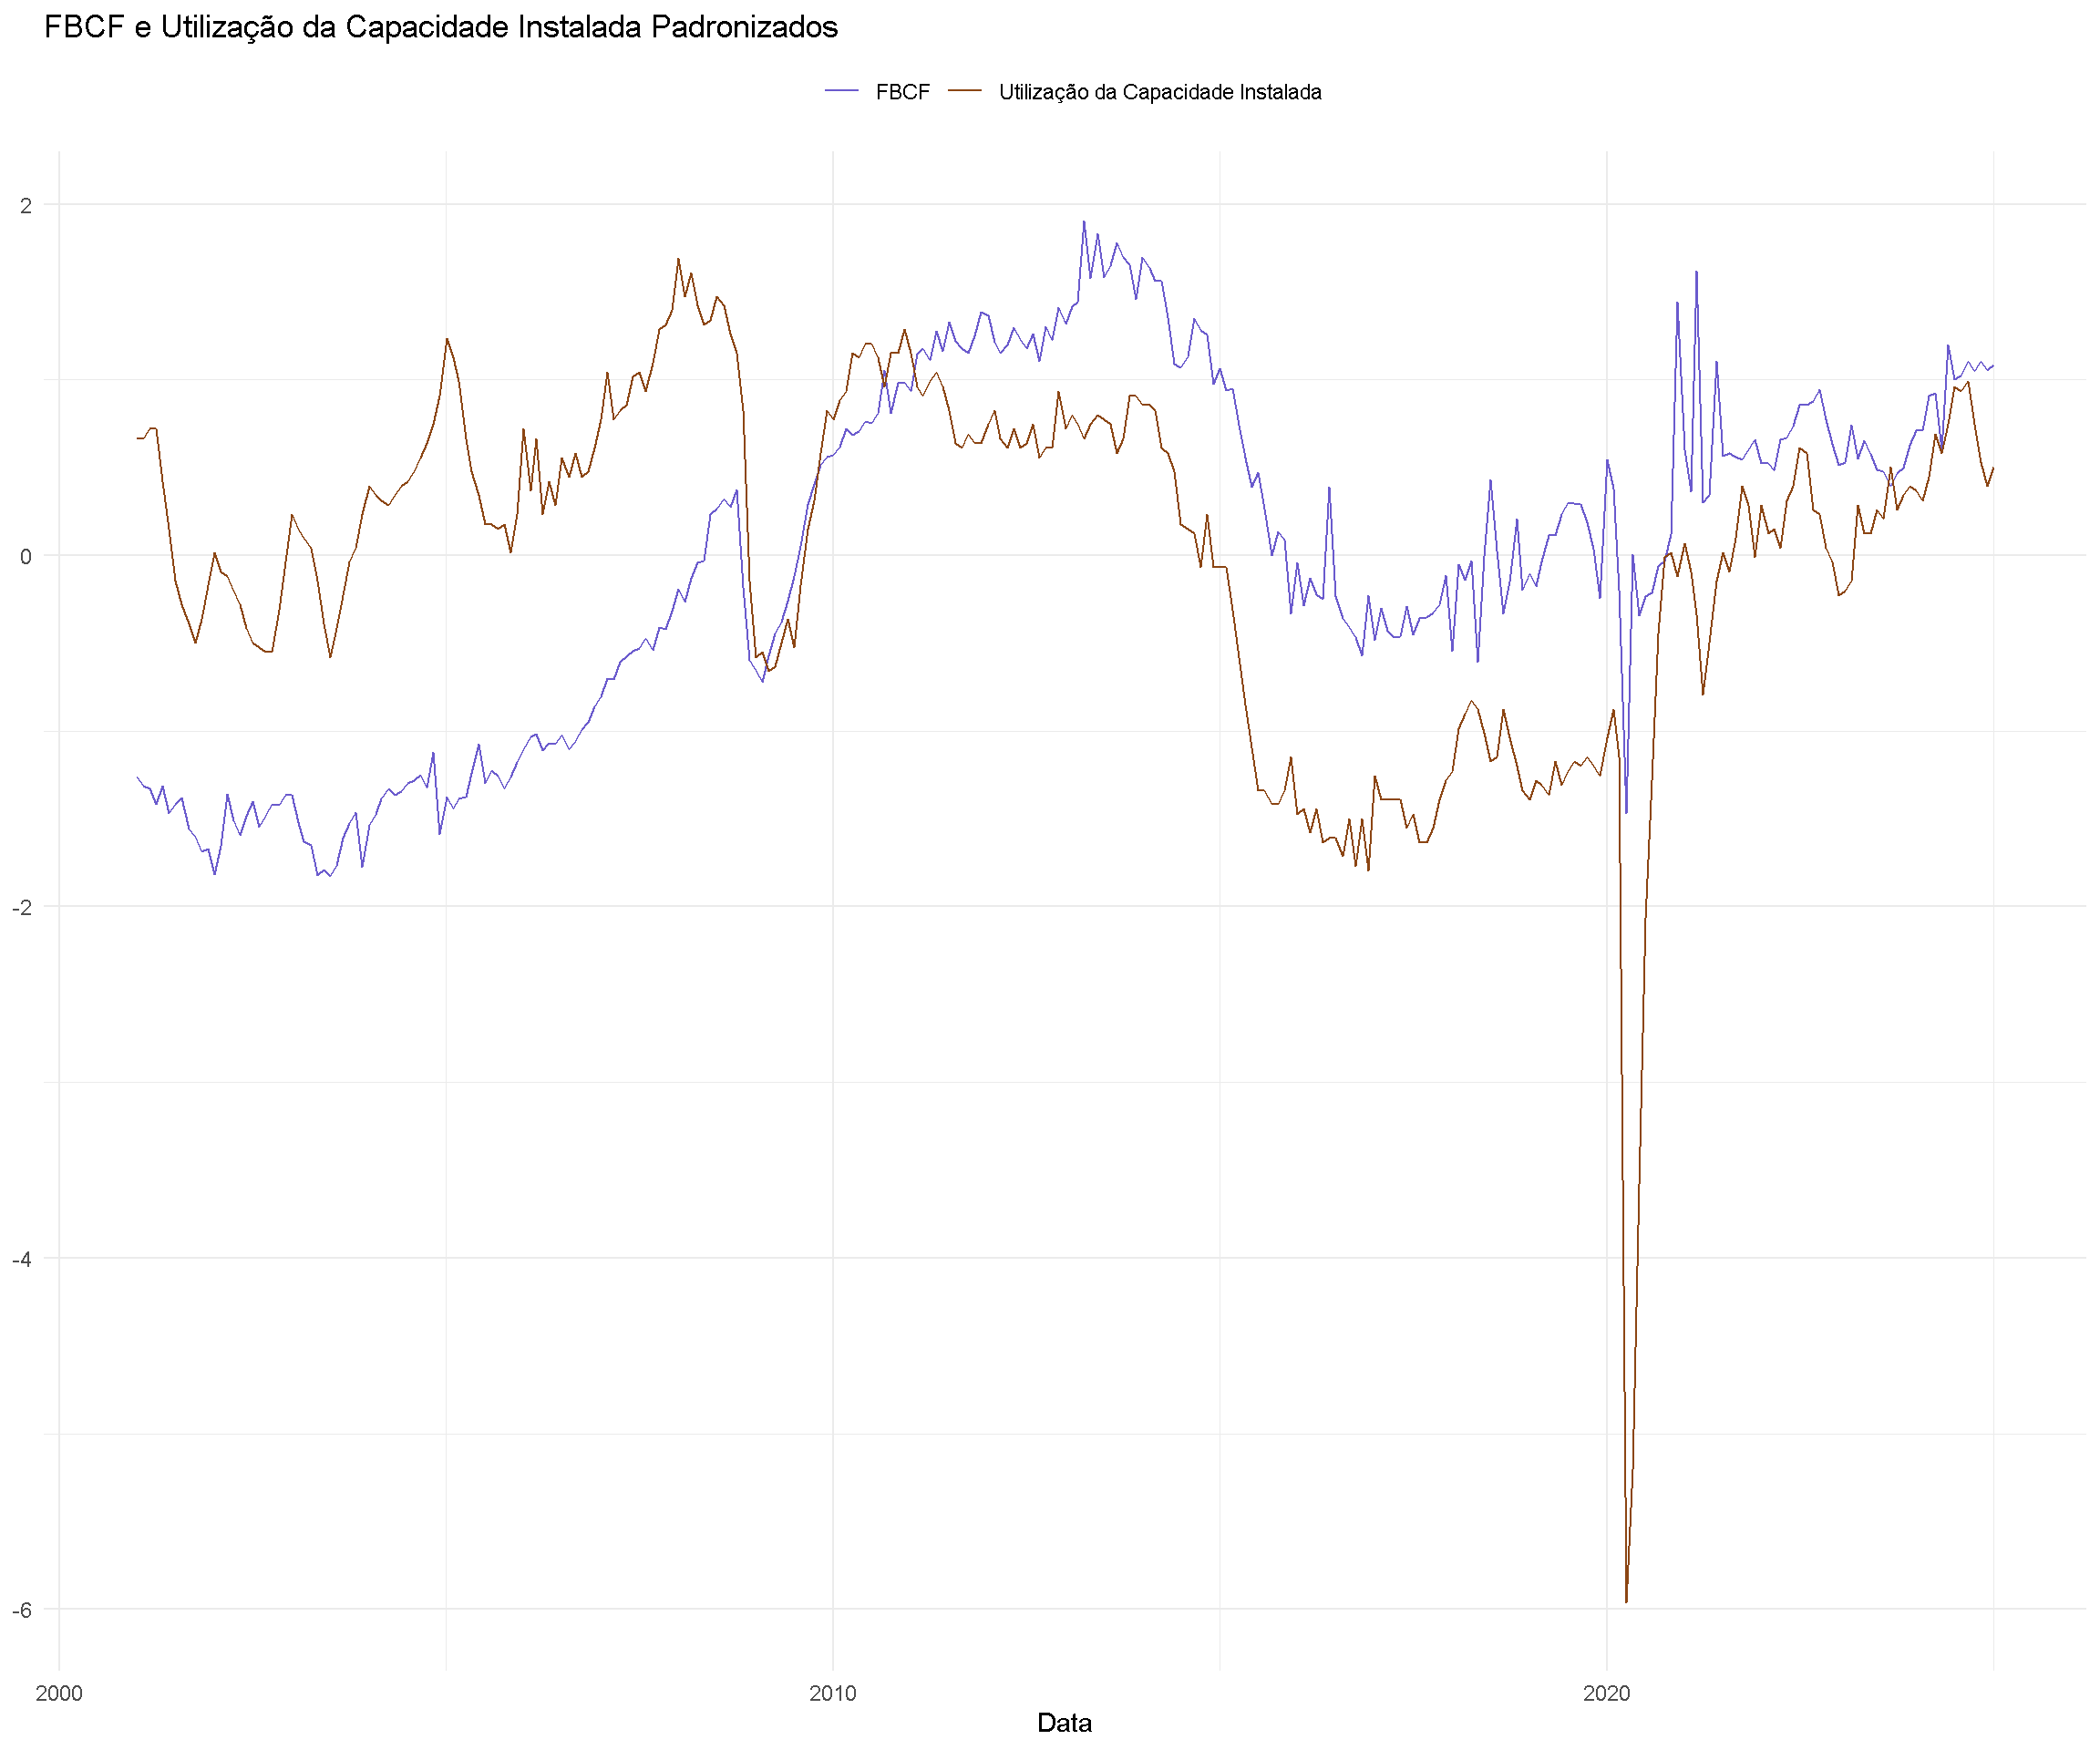 FBCF e Utilização da Capacidade Instalada Padronizados
FBCF Utilização da Capacidade Instalada
2
0
-2
-4
-6
2000 2010 2020
Data